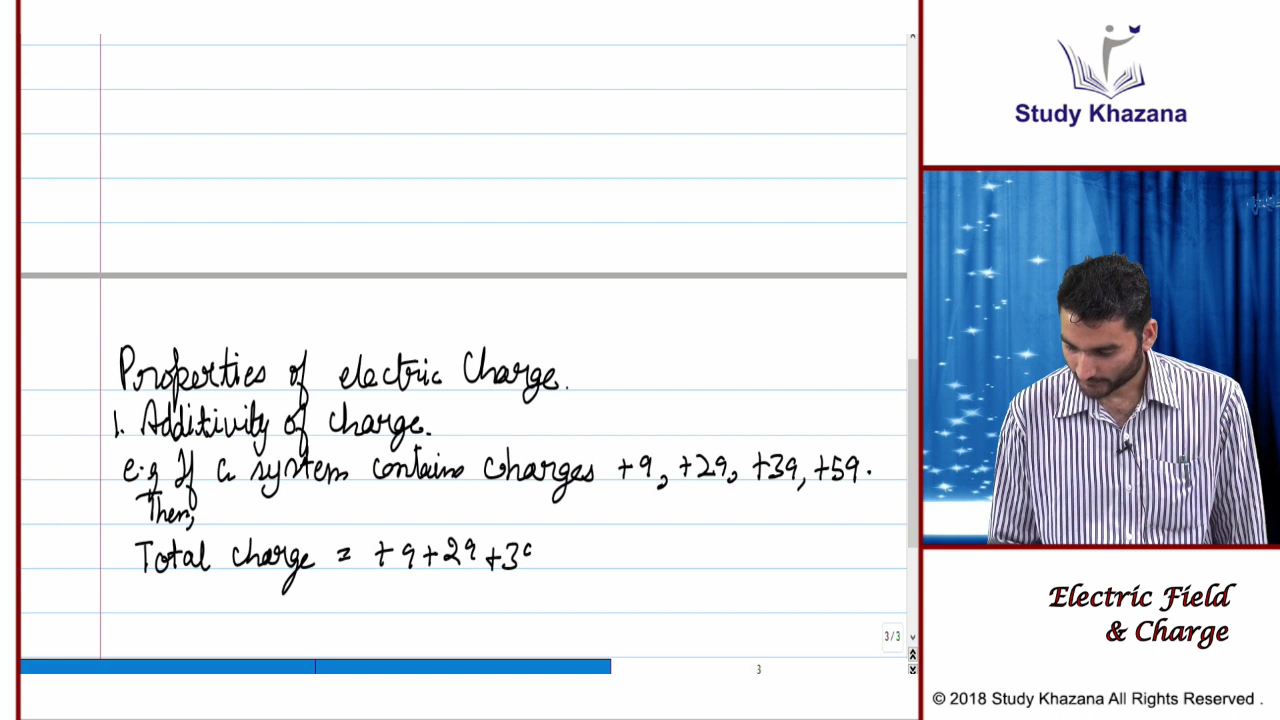 Study Khazana
Properties of electric Charge.
1. Additivity of charge.
e.g If a system contains charges +q, +2q, +3q, +5q.
Then,
Total charge = +q+2q+3
3/3
3
Electric Field
& Charge
© 2018 Study Khazana All Rights Reserved .